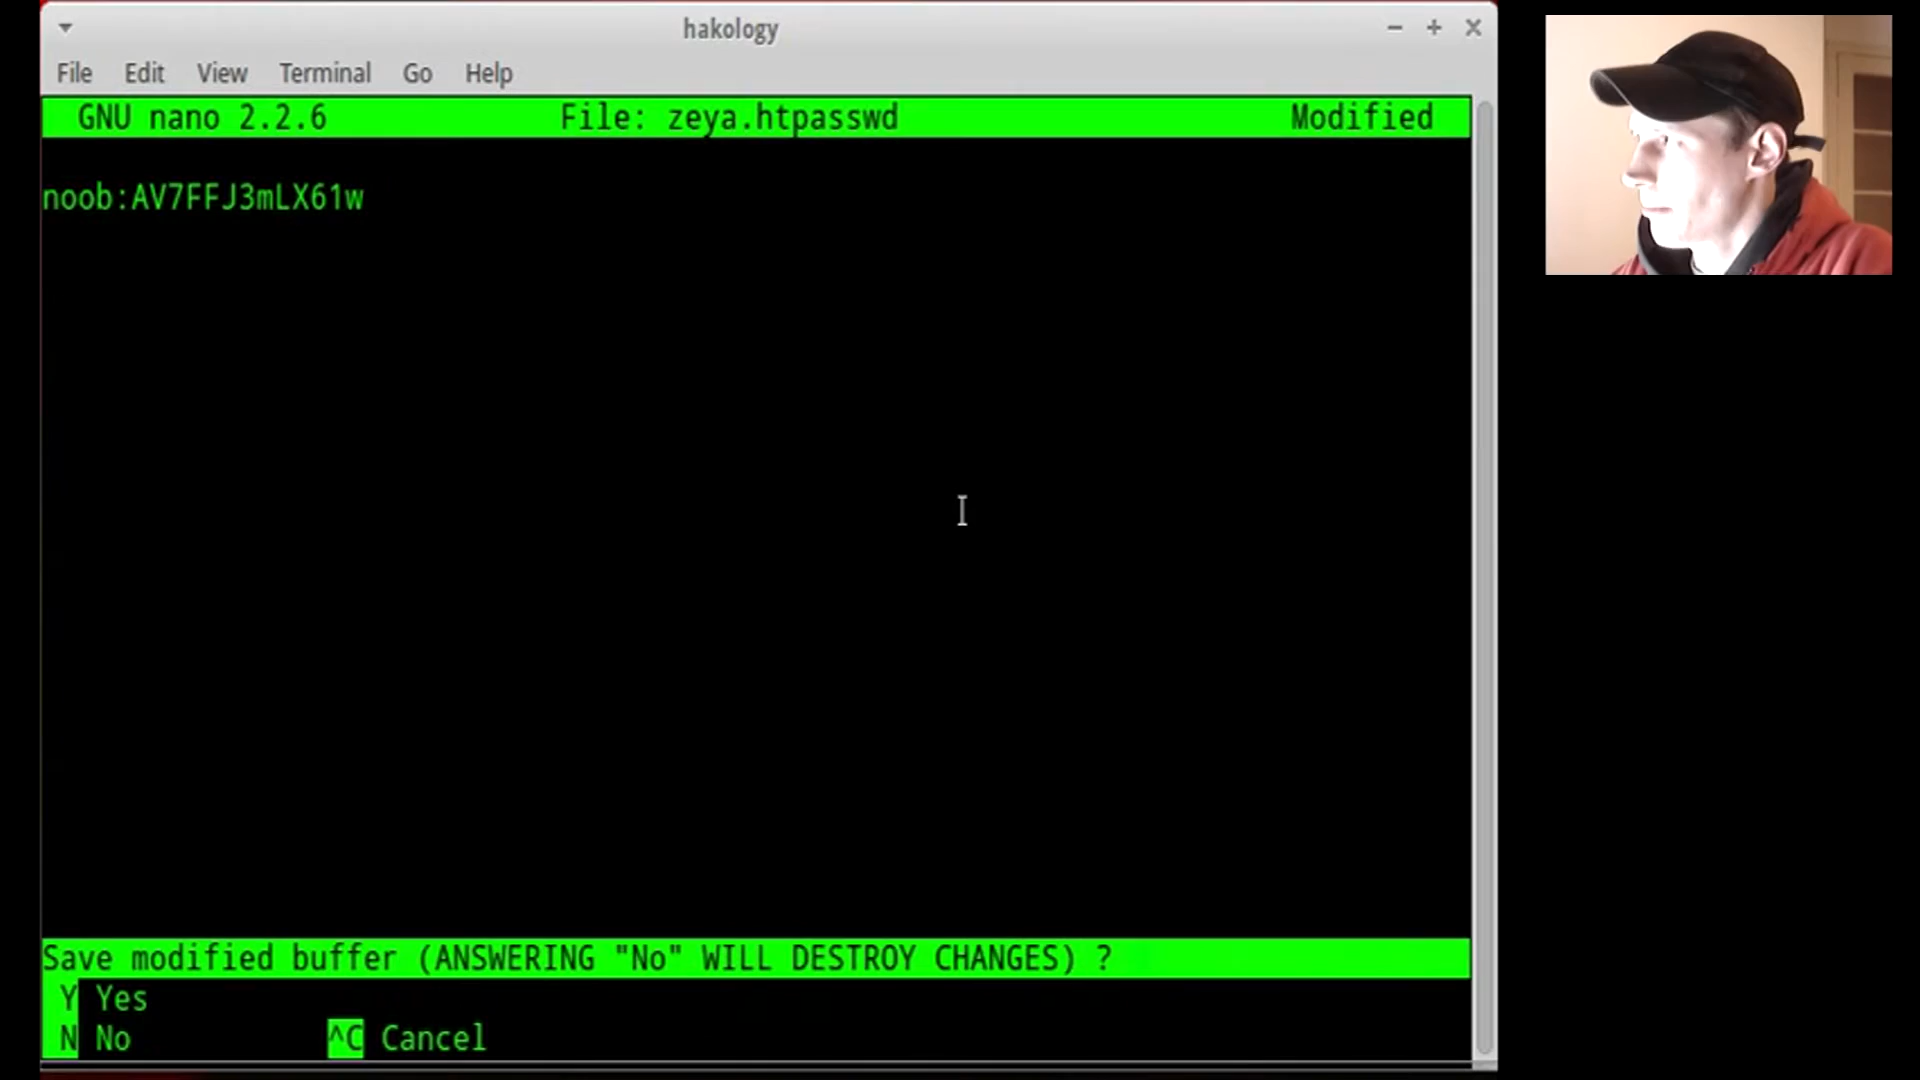 hakology
File Edit View Terminal Go Help
GNU nano 2.2.6 File: zeya.htpasswd Modified
noob:AV7FFJ3mLX61w
Save modified buffer (ANSWERING "No" WILL DESTROY CHANGES) ?
Y Yes
N No ^C Cancel